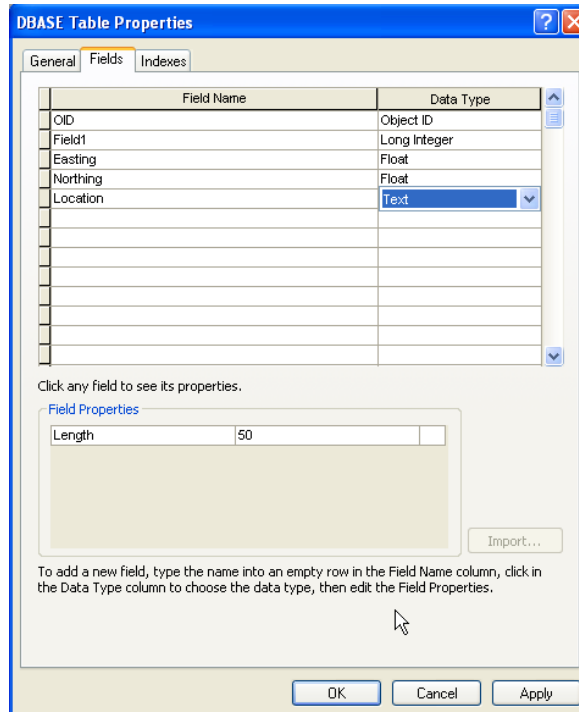 DBASE Table Properties
General Fields Indexes
Field Name Data Type
OID Object ID
Field1 Long Integer
Easting Float
Northing Float
Location Text
Click any field to see its properties.
Field Properties
Length 50
Import...
To add a new field, type the name into an empty row in the Field Name column, click in
the Data Type column to choose the data type, then edit the Field Properties.
OK Cancel Apply